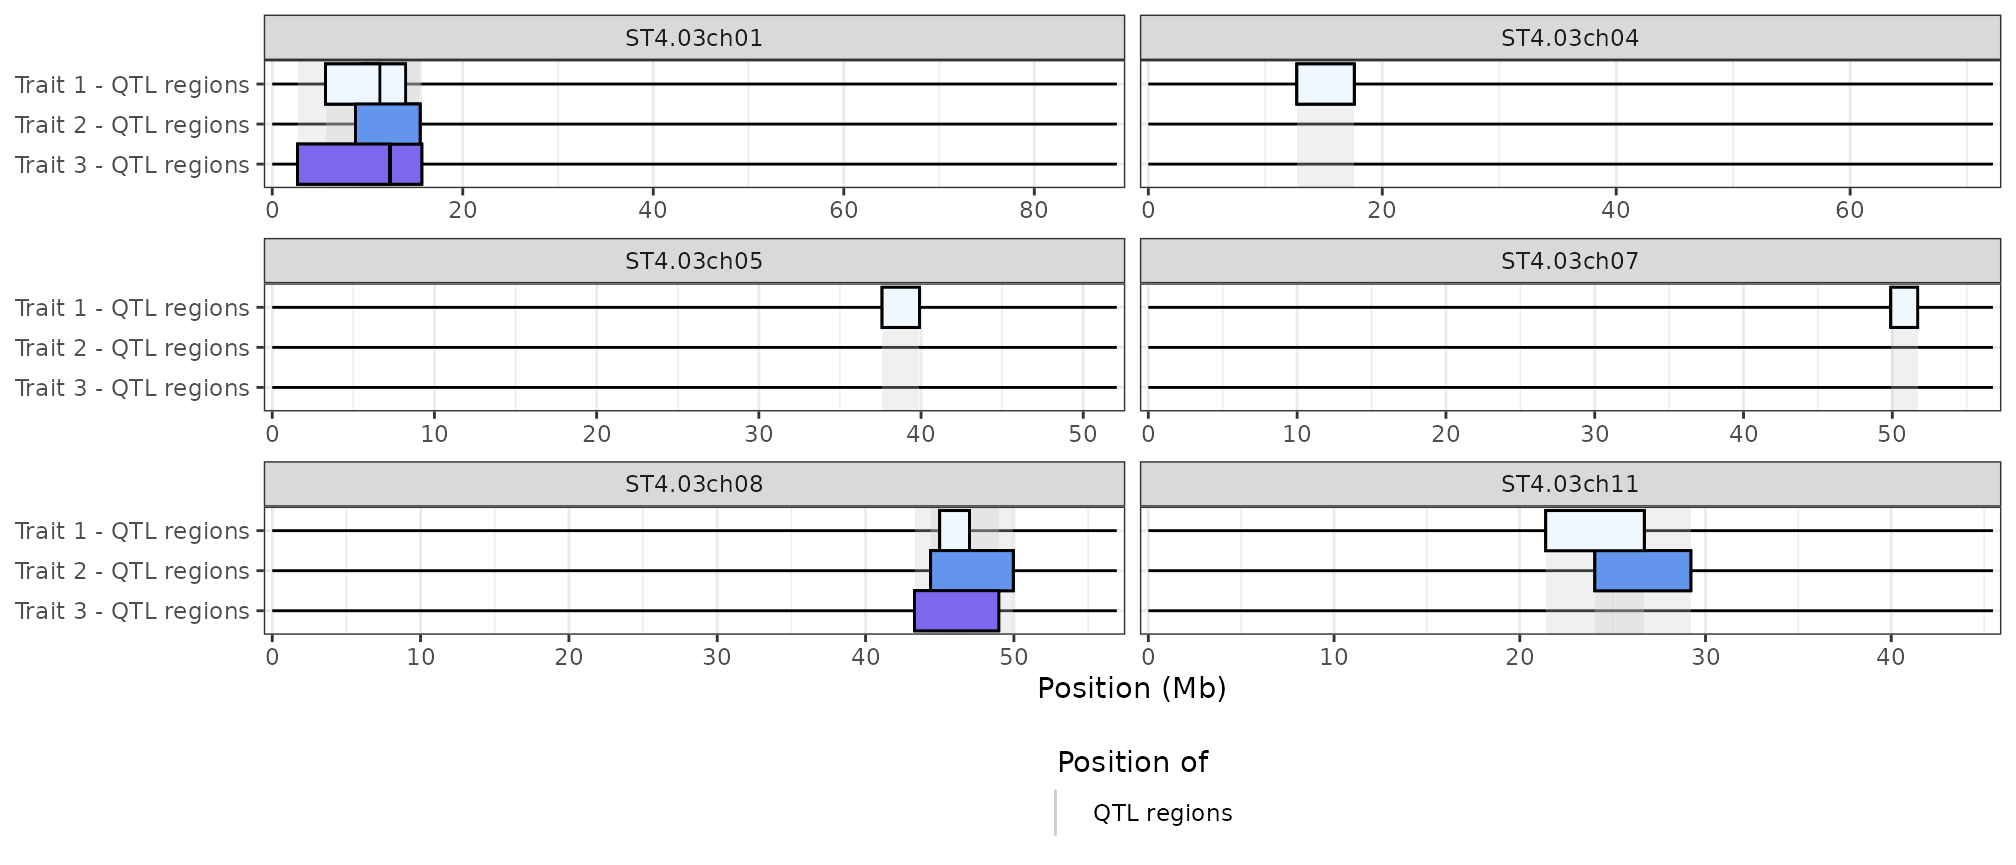 ST4.03ch01
ST4.03ch04
Trait 1 - QTL regions
Trait 2 - QTL regions
Trait 3 - QTL regions
0 20 40 60 80
0 20 40 60
ST4.03ch05
ST4.03ch07
Trait 1 - QTL regions
Trait 2 - QTL regions
Trait 3 - QTL regions
0 10 20 30 40 50
0 10 20 30 40 50
ST4.03ch08
ST4.03ch11
Trait 1 - QTL regions
Trait 2 - QTL regions
Trait 3 - QTL regions
0 10 20 30 40 50
0 10 20 30 40
Position (Mb)
Position of
QTL regions